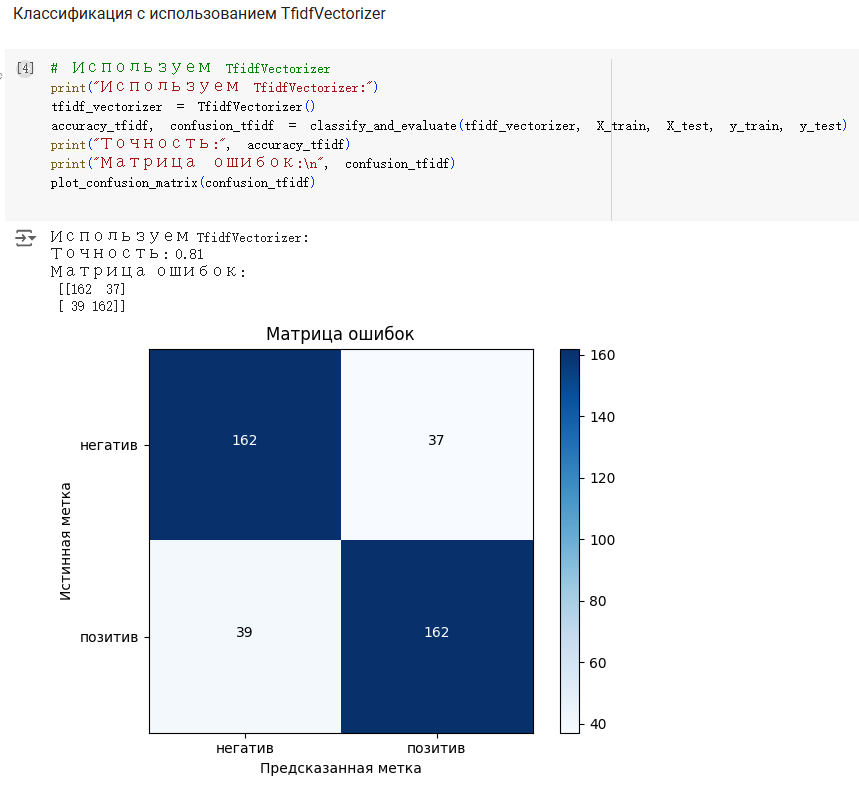 Классификация с использованием TfidfVectorizer
[4]
# Используем TfidfVectorizer
print("Используем TfidfVectorizer:")
tfidf_vectorizer = TfidfVectorizer()
accuracy_tfidf, confusion_tfidf = classify_and_evaluate(tfidf_vectorizer, X_train, X_test, y_train, y_test)
print("Точность:", accuracy_tfidf)
print("Матрица ошибок:\n", confusion_tfidf)
plot_confusion_matrix(confusion_tfidf)
Используем TfidfVectorizer:
Точность: 0.81
Матрица ошибок:
[[162 37]
[ 39 162]]
Матрица ошибок
160
140
120
100
80
60
40
негатив
162
37
позитив
39
162
Истинная метка
негатив позитив
Предсказанная метка